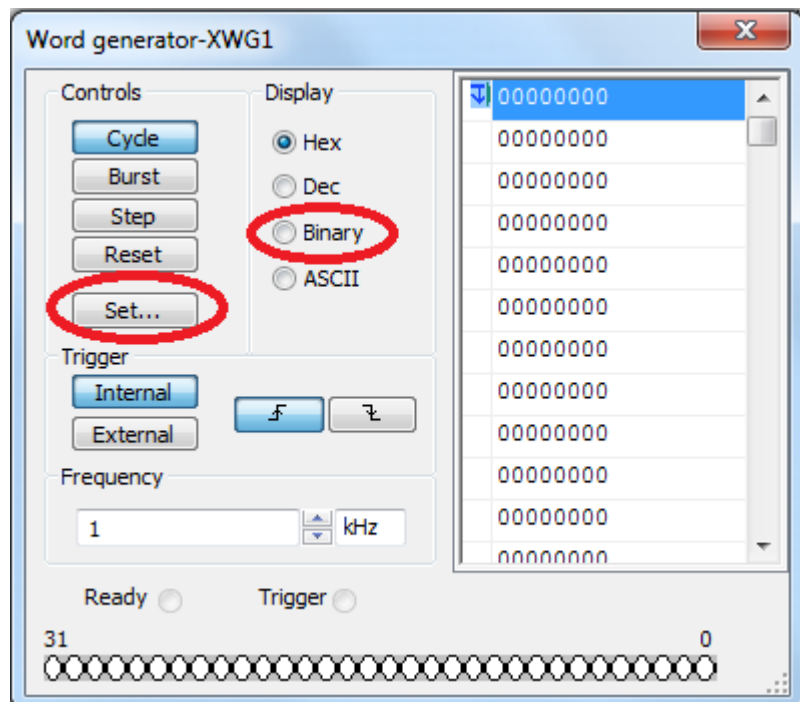 Word generator-XWG1
Controls
Cycle
Burst
Step
Reset
Set...
Display
Hex
Dec
Binary
ASCII
Trigger
Internal
External
Frequency
1 kHz
Ready Trigger
31 0
00000000
00000000
00000000
00000000
00000000
00000000
00000000
00000000
00000000
00000000
00000000
00000000